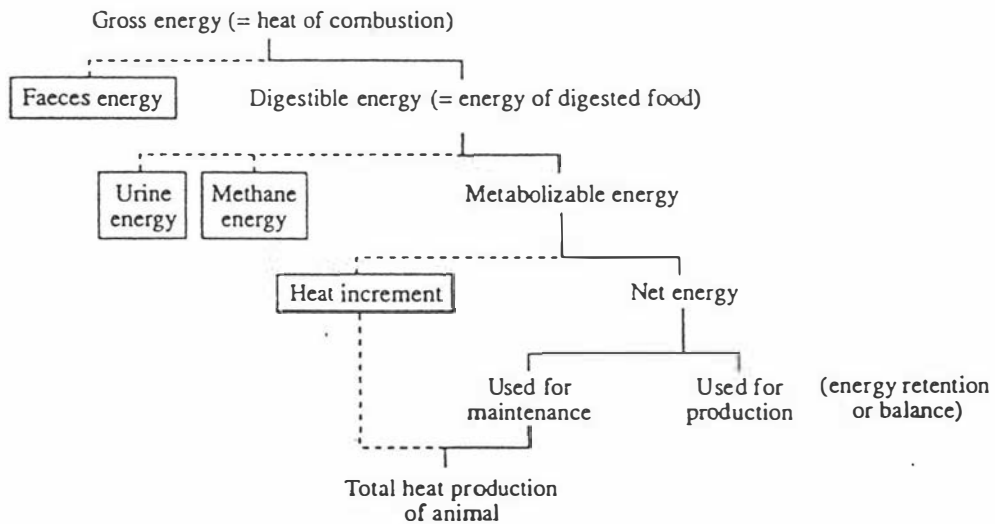 Gross energy (= heat of combustion)
Faeces energy
Digestible energy (= energy of digested food)
Urine
energy
Methane
energy
Metabolizable energy
Heat increment
Net energy
Used for
maintenance
Used for
production
(energy retention
or balance)
Total heat production
of animal